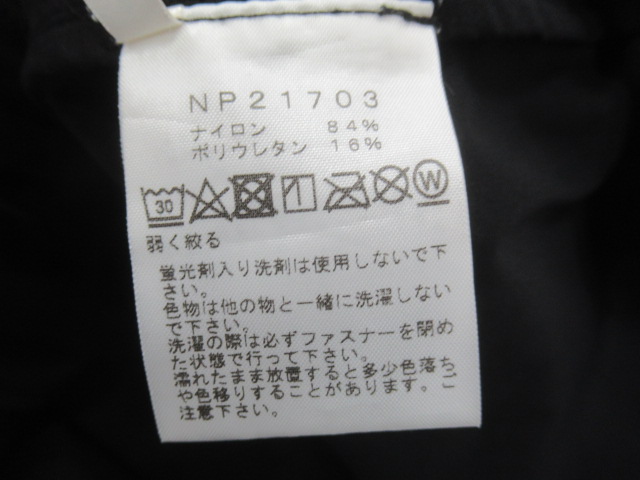 NP21703
ナイロン 84%
ポリウレタン 16%
30 W
弱く絞る
蛍光剤入り洗剤は使用しないで下
さい。
色物は他の物と一緒に洗濯しない
で下さい。
洗濯の際は必ずファスナーを閉め
た状態で行って下さい。
濡れたまま放置すると多少色落ち
や色移りすることがあります。ご
注意下さい。